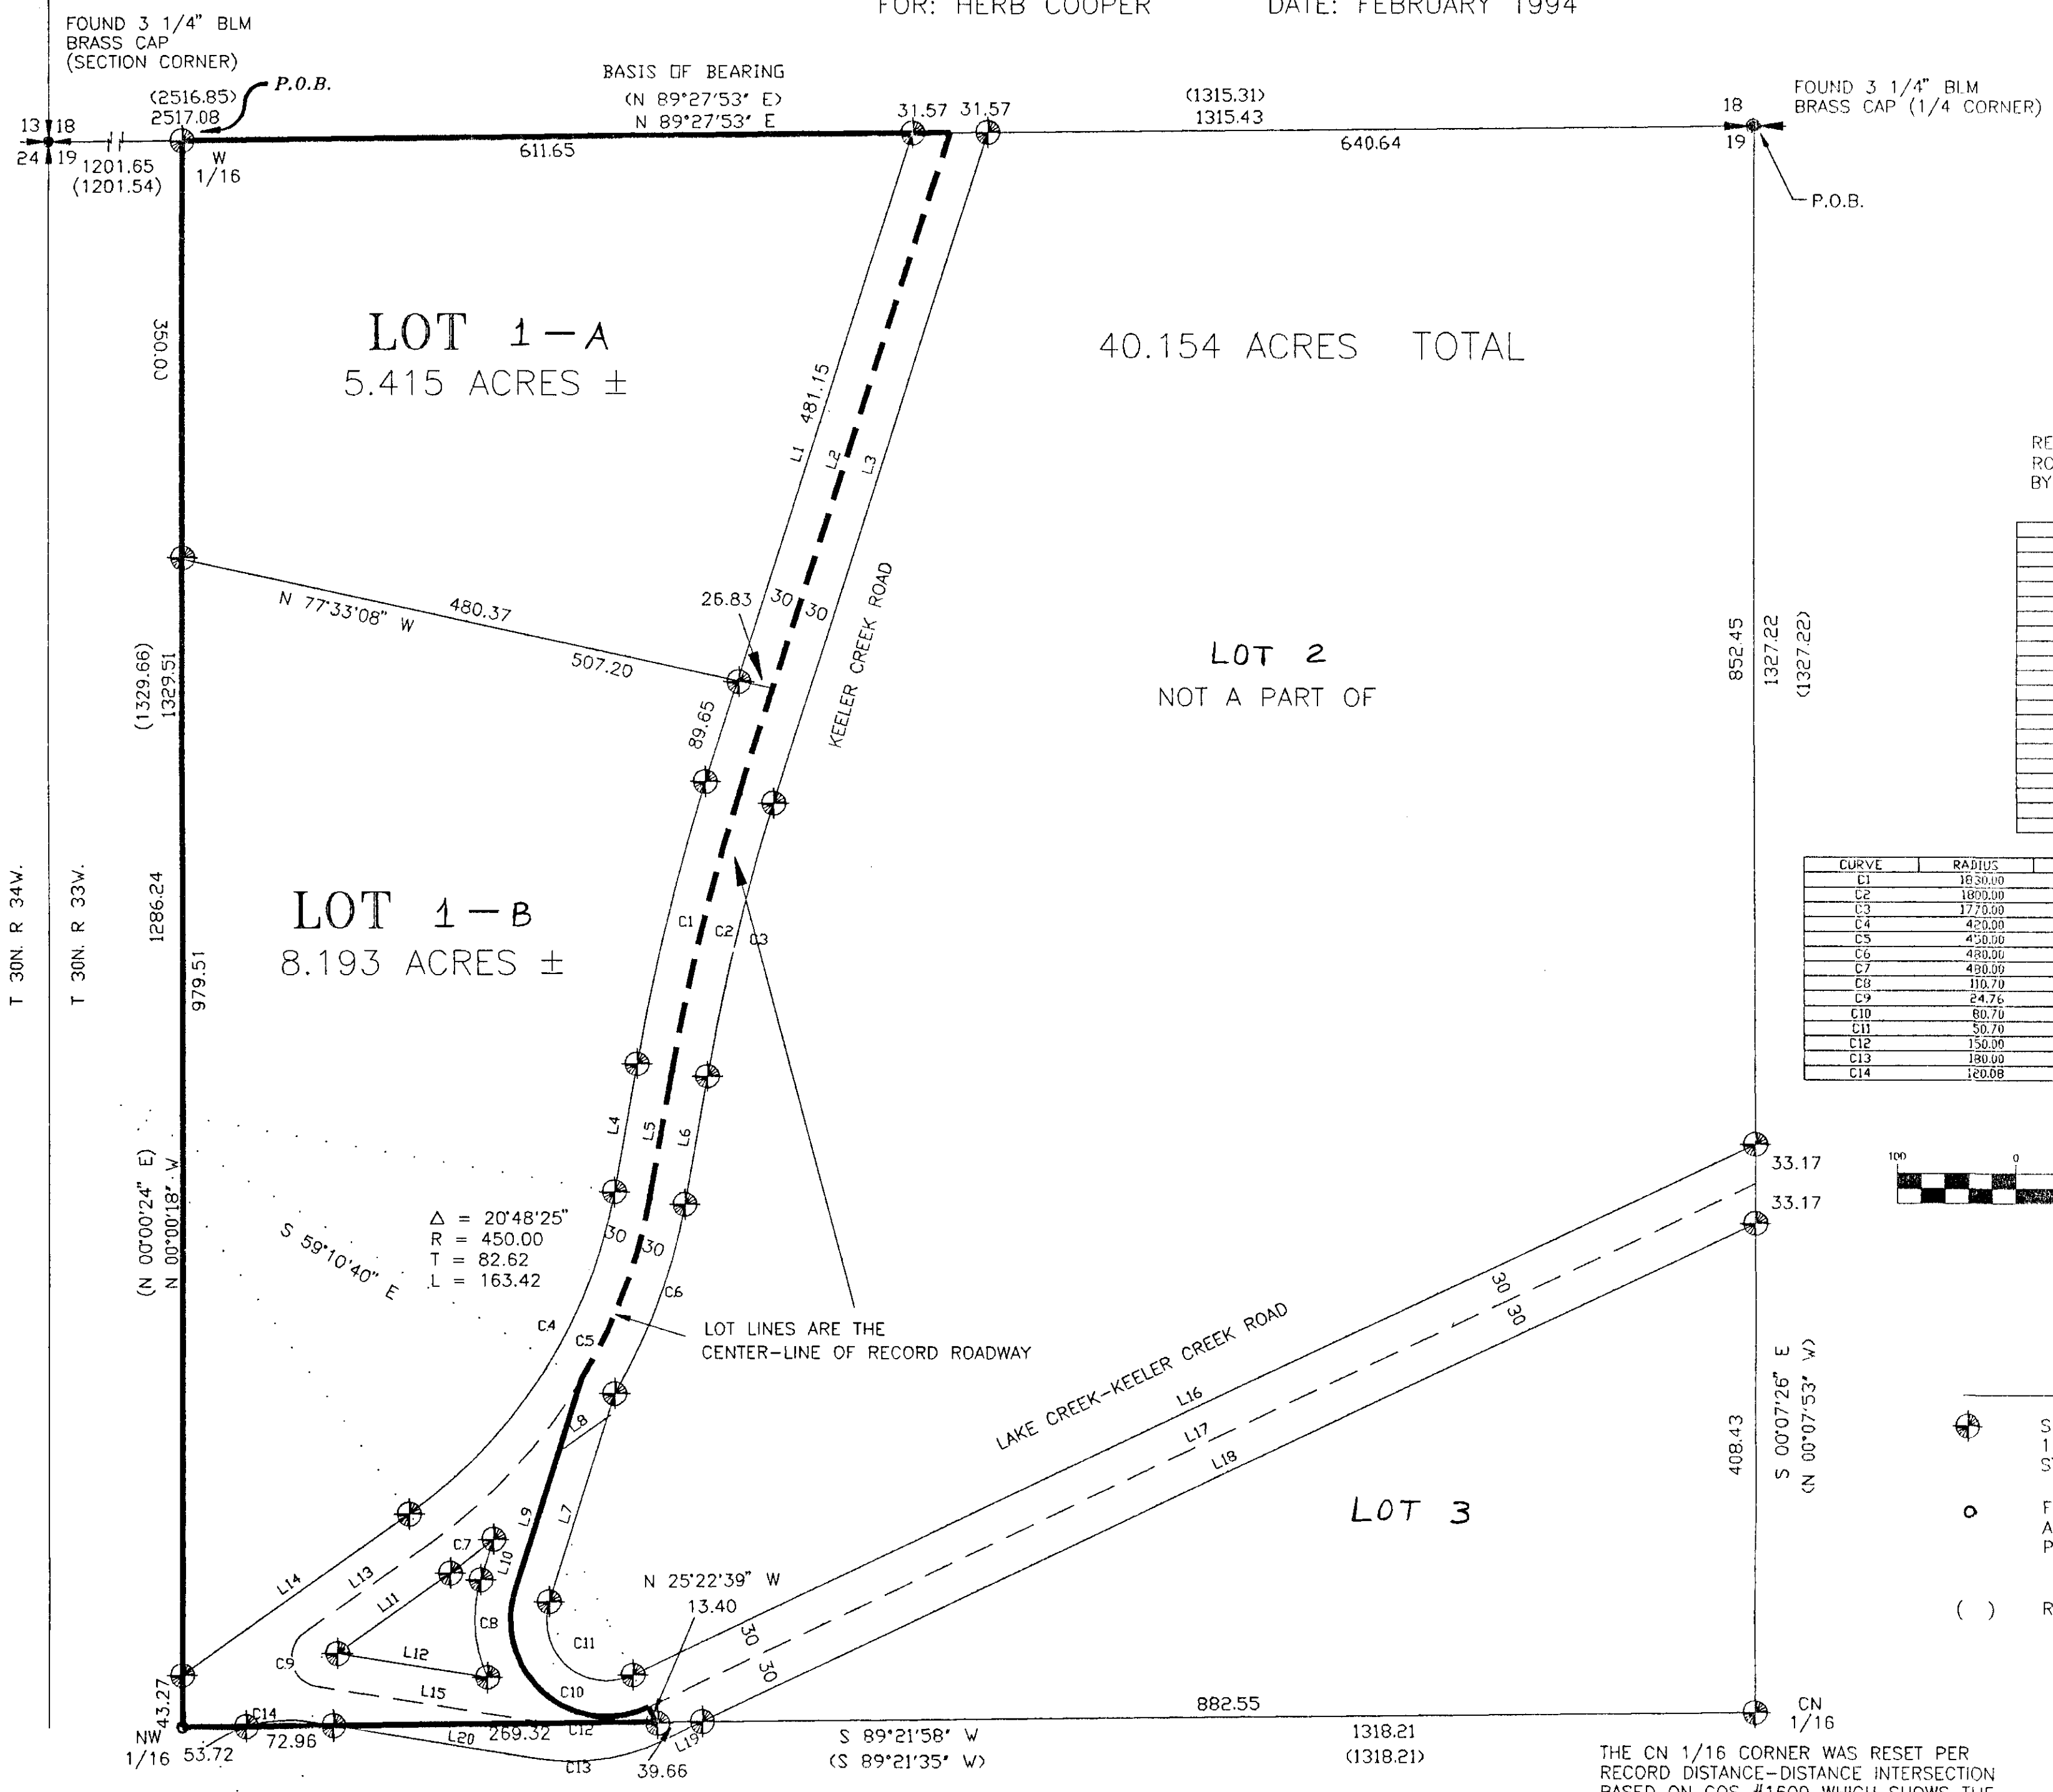 FOR: HERB COOPER DATE: FEBRUARY 1994
FOUND 3 1/4" BLM
BRASS CAP
(SECTION CORNER)
P.O.B.
(2516.85)
2517.08
BASIS OF BEARING
(N 89°27'53" E)
N 89°27'53" E
31.57 31.57
(1315.31)
1315.43
18
19
FOUND 3 1/4" BLM
BRASS CAP (1/4 CORNER)
13 18
24 19
1201.65
(1201.54)
W
1/16
611.65
640.64
P.O.B.
350.00
LOT 1-A
5.415 ACRES ±
40.154 ACRES TOTAL
481.15
L1
L2
L3
RE
RO
BY
N 77°33'08" W
480.37
507.20
26.83
30 30
KEELER CREEK ROAD
89.65
LOT 2
NOT A PART OF
852.45
1327.22
(1327.22)
(1329.66)
1329.51
T 30N. R 34W.
T 30N. R 33W.
1286.24
979.51
LOT 1-B
8.193 ACRES ±
C1
C2
C3
CURVE RADIUS
C1 1830.00
C2 1800.00
C3 1770.00
C4 420.00
C5 450.00
C6 480.00
C7 480.00
C8 110.70
C9 24.76
C10 80.70
C11 50.70
C12 150.00
C13 180.00
C14 120.08
L4
L5
L6
(N 00°00'24" E)
N 00°00'18" W
S 59°10'40" E
Δ = 20°48'25"
R = 450.00
T = 82.62
L = 163.42
30 30
C6
C4
C5
LOT LINES ARE THE
CENTER-LINE OF RECORD ROADWAY
33.17
33.17
100 0
LAKE CREEK-KEELER CREEK ROAD
L16
L17
L18
30 30
408.43
S 00°07'26" E
(N 00°07'53" W)
S
1
S
F
A
P
( ) R
L8
L9
L7
LOT 3
C7
L10
L14
L13
L11
C8
C9
L12
L15
C11
C10
N 25°22'39" W
13.40
30
30
43.27
C14
NW
1/16
53.72
72.96
L20
269.32
C12
C13
39.66
L19
882.55
S 89°21'58" W
(S 89°21'35" W)
1318.21
(1318.21)
CN
1/16
THE CN 1/16 CORNER WAS RESET PER
RECORD DISTANCE-DISTANCE INTERSECTION
BASED ON COS #1600 WHICH SHOWS THE